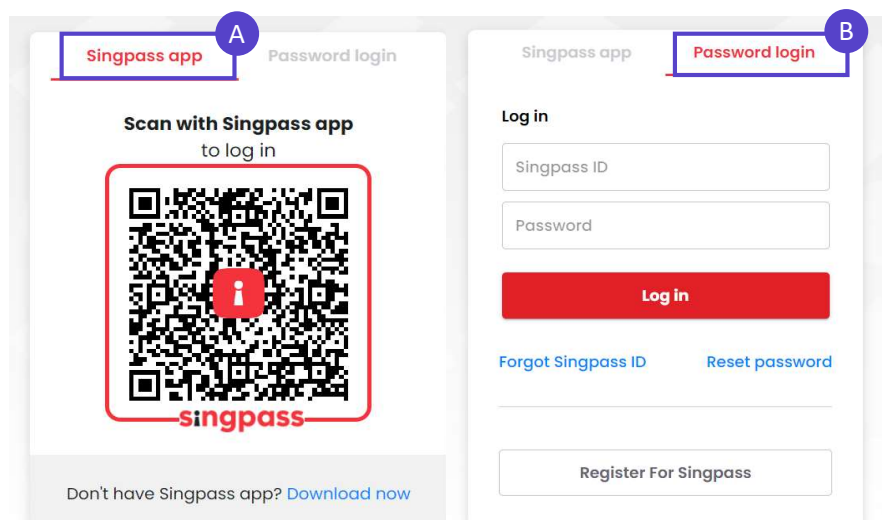 A
Singpass app
Password login
Scan with Singpass app
to log in
singpass
Don't have Singpass app? Download now
B
Singpass app
Password login
Log in
Singpass ID
Password
Log in
Forgot Singpass ID
Reset password
Register For Singpass